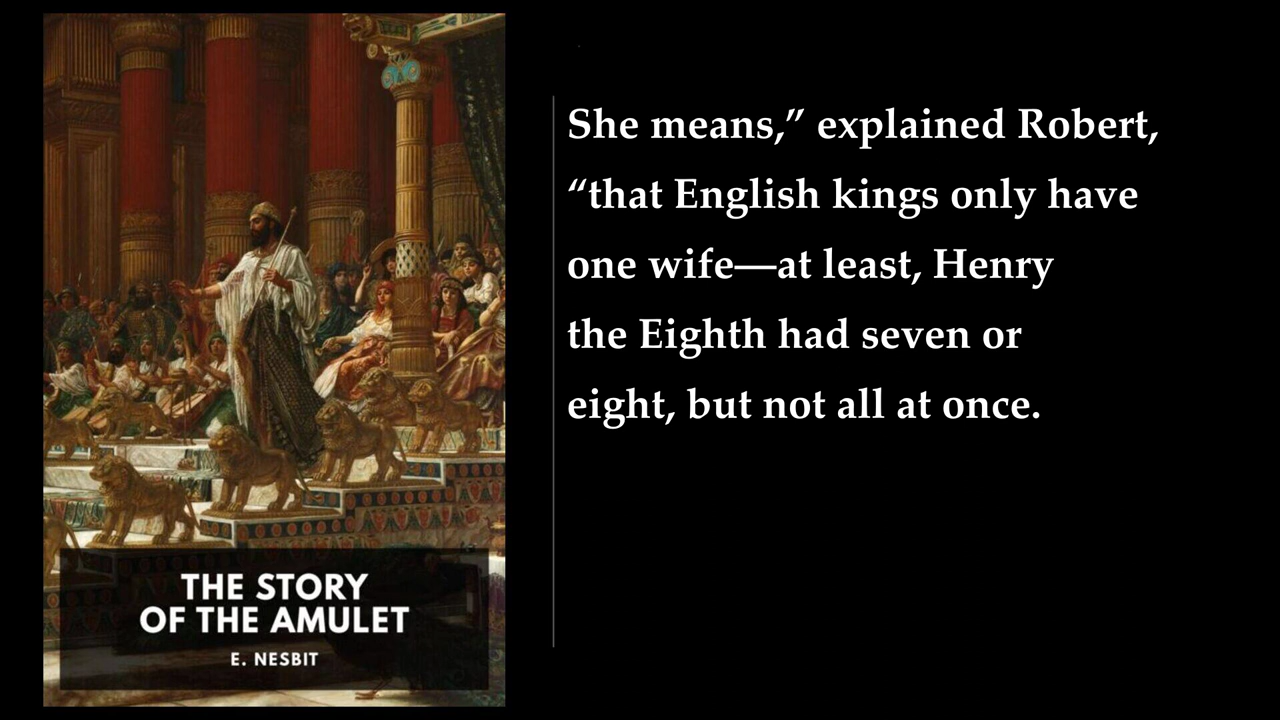 THE STORY
OF THE AMULET
E. NESBIT
She means,” explained Robert,
“that English kings only have
one wife—at least, Henry
the Eighth had seven or
eight, but not all at once.